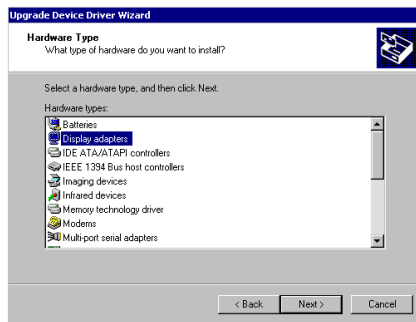 Upgrade Device Driver Wizard
Hardware Type
What type of hardware do you want to install?
Select a hardware type, and then click Next.
Hardware types:
Batteries
Display adapters
IDE ATA/ATAPI controllers
IEEE 1394 Bus host controllers
Imaging devices
Infrared devices
Memory technology driver
Modems
Multi-port serial adapters
< Back Next > Cancel